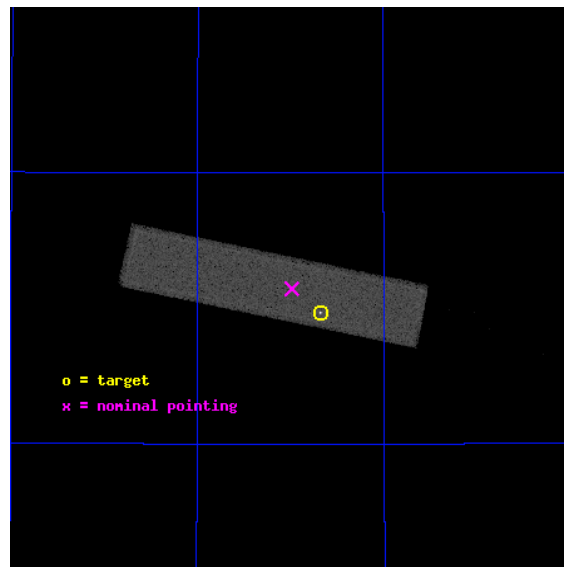 o = target
x = nominal pointing